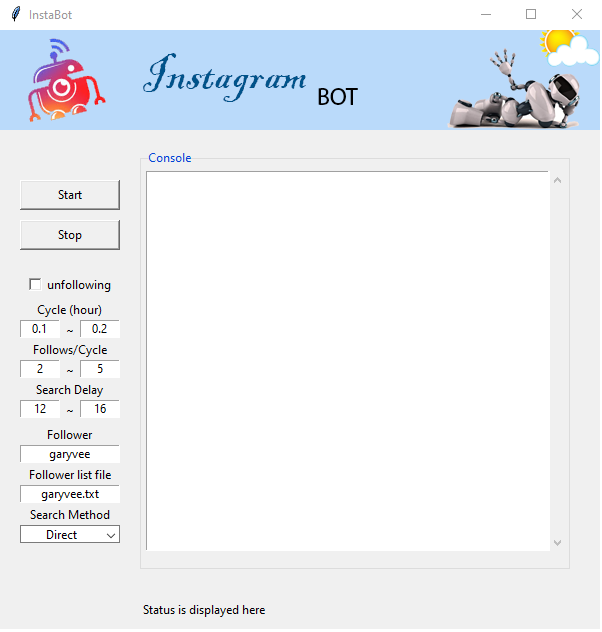 InstaBot
Instagram BOT
Console
Start
Stop
unfollowing
Cycle (hour)
0.1 ~ 0.2
Follows/Cycle
2 ~ 5
Search Delay
12 ~ 16
Follower
garyvee
Follower list file
garyvee.txt
Search Method
Direct
Status is displayed here